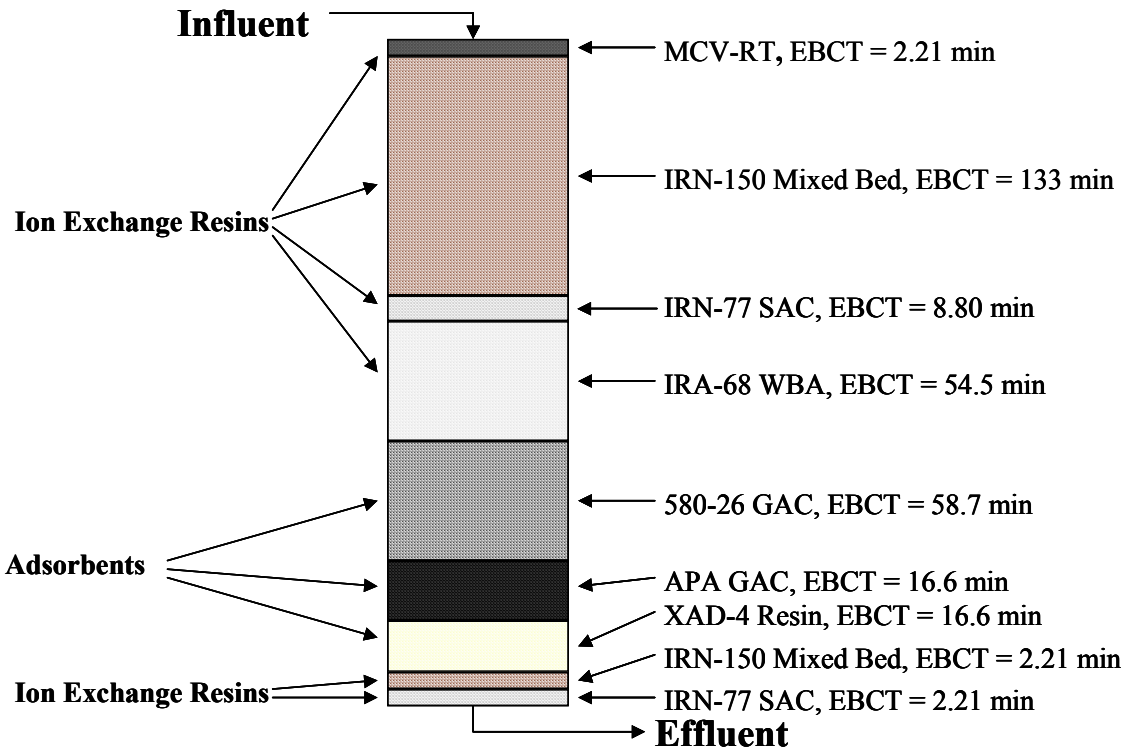 Influent
MCV-RT, EBCT = 2.21 min
IRN-150 Mixed Bed, EBCT = 133 min
Ion Exchange Resins
IRN-77 SAC, EBCT = 8.80 min
IRA-68 WBA, EBCT = 54.5 min
580-26 GAC, EBCT = 58.7 min
Adsorbents
APA GAC, EBCT = 16.6 min
XAD-4 Resin, EBCT = 16.6 min
IRN-150 Mixed Bed, EBCT = 2.21 min
Ion Exchange Resins
IRN-77 SAC, EBCT = 2.21 min
Effluent